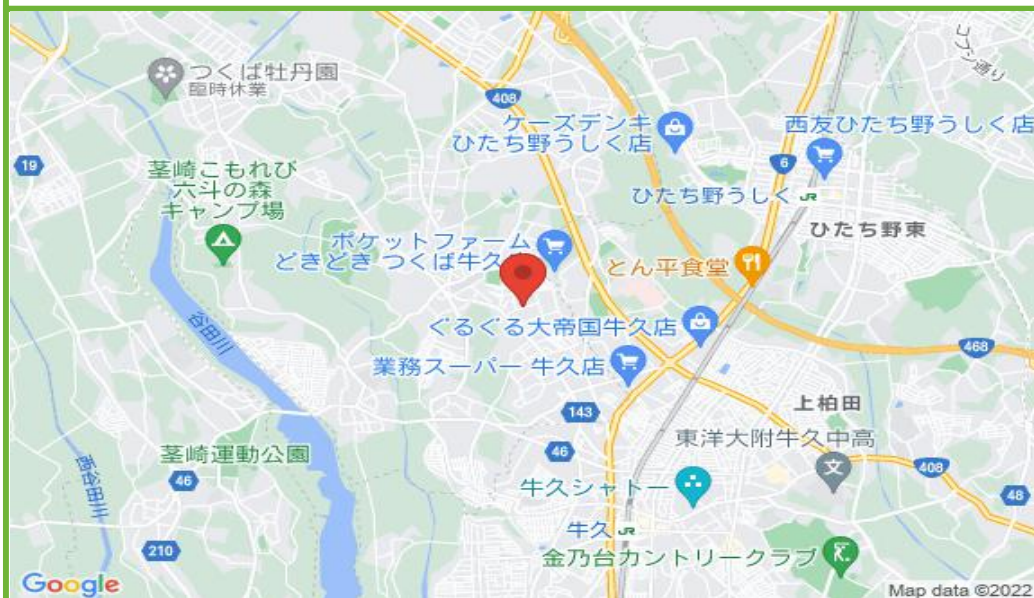 つくば牡丹園
臨時休業
コブシ通り
408
ケーズデンキ
ひたち野うしく店
西友ひたち野うしく店
6
19
茎崎こもれび
六斗の森
キャンプ場
ひたち野うしく
JR
ひたち野東
ポケットファーム
どきどき つくば牛久
とん平食堂
谷田川
ぐるぐる大帝国牛久店
468
業務スーパー 牛久店
143
上柏田
東洋大附牛久中高
46
茎崎運動公園
西谷田川
46
408
48
牛久シャトー
牛久
JR
210
金乃台カントリークラブ
Google
Map data ©2022